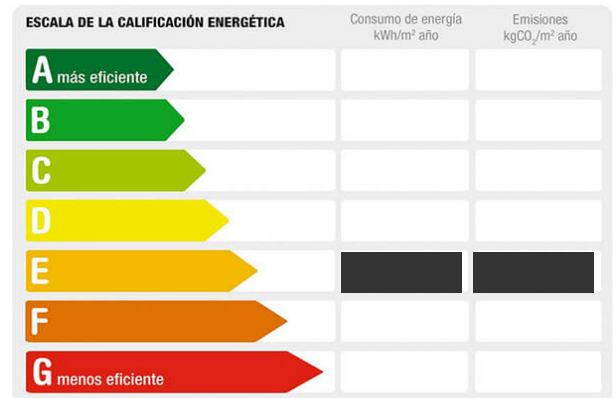 ESCALA DE LA CALIFICACIÓN ENERGÉTICA
Consumo de energía
kWh/m² año
Emisiones
kgCO₂/m² año
A más eficiente
B
C
D
E
F
G menos eficiente